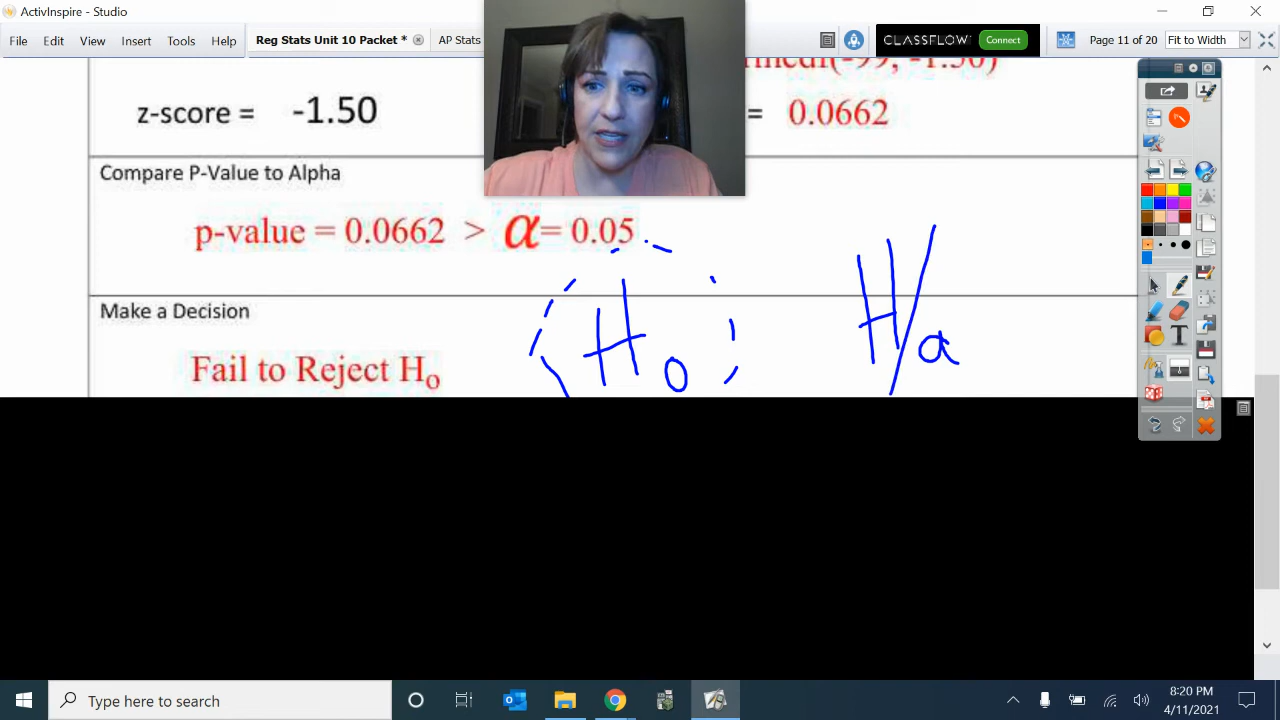 ActivInspire - Studio
File Edit View Insert Tools Help Reg Stats Unit 10 Packet * AP Stats CLASSFLOW Connect Page 11 of 20 Fit to Width
z-score = -1.50 = 0.0662
Compare P-Value to Alpha
p-value = 0.0662 > α = 0.05
Make a Decision
H₀ Hₐ
Fail to Reject H₀
Type here to search
8:20 PM
4/11/2021